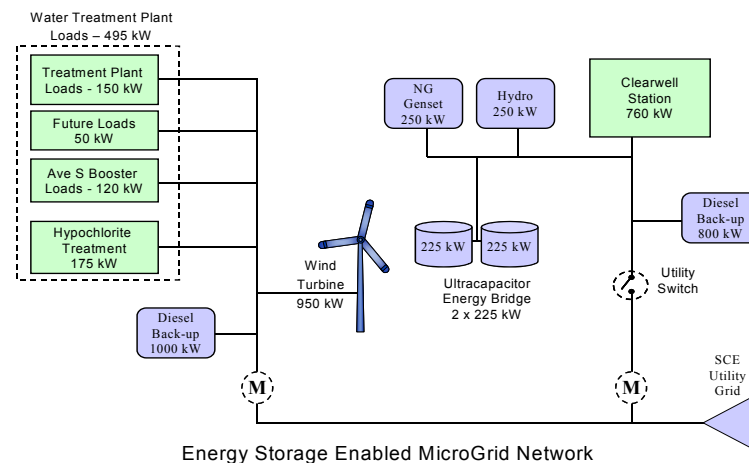 Water Treatment Plant
Loads – 495 kW
Treatment Plant
Loads - 150 kW
Future Loads
50 kW
Ave S Booster
Loads - 120 kW
Hypochlorite
Treatment
175 kW
Wind
Turbine
950 kW
Diesel
Back-up
1000 kW
M
NG
Genset
250 kW
Hydro
250 kW
Clearwell
Station
760 kW
225 kW
225 kW
Ultracapacitor
Energy Bridge
2 x 225 kW
Diesel
Back-up
800 kW
Utility
Switch
M
SCE
Utility
Grid
Energy Storage Enabled MicroGrid Network